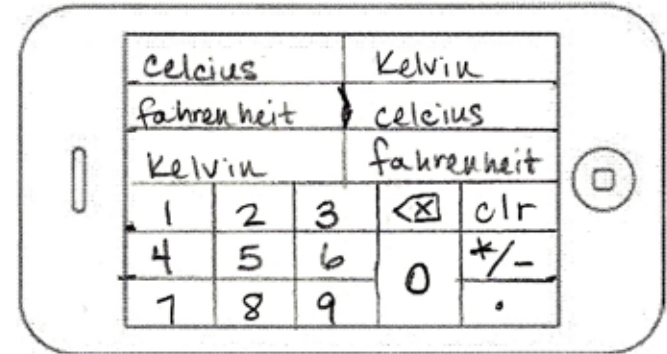 celcius Kelvin
fahrenheit celcius
Kelvin fahrenheit
1 2 3 ⌫ clr
4 5 6 0 */-
7 8 9 .